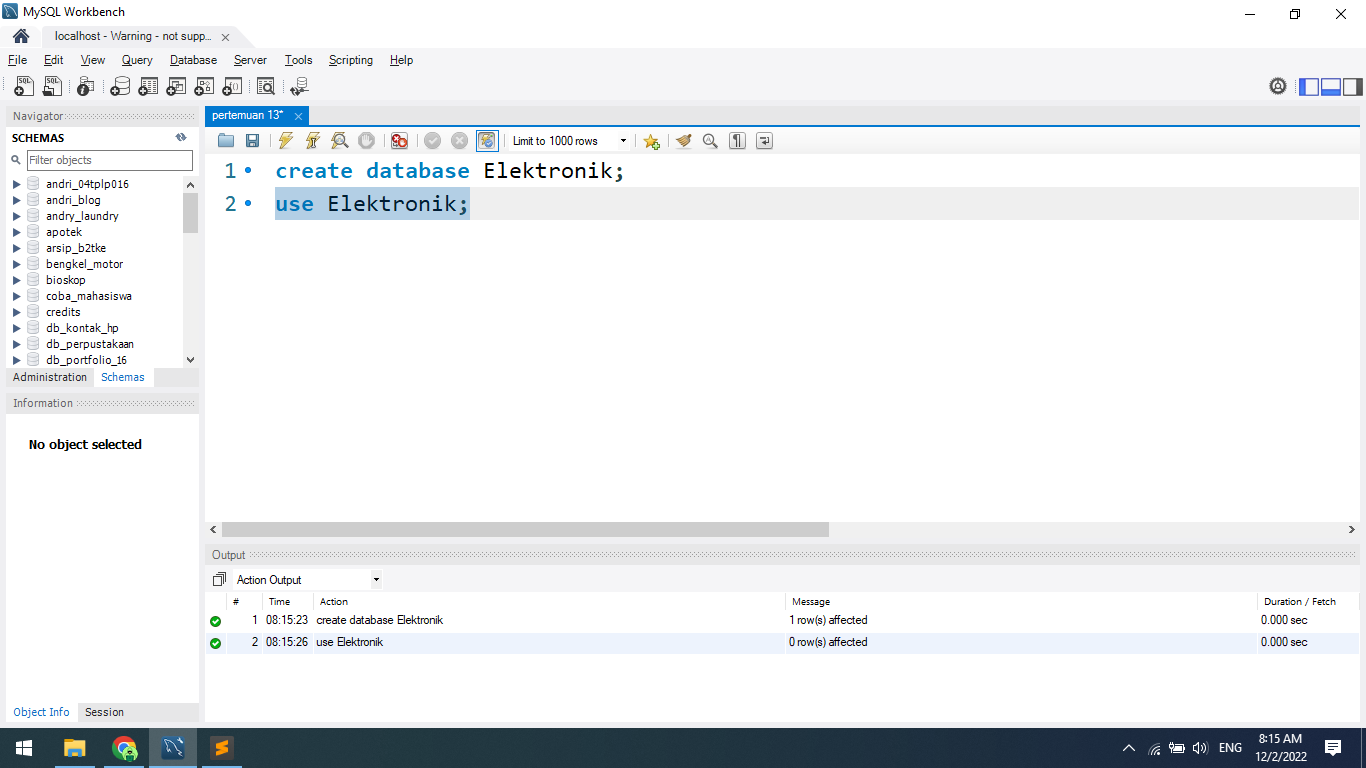 MySQL Workbench
localhost - Warning - not supp...
File Edit View Query Database Server Tools Scripting Help
Navigator
SCHEMAS
Filter objects
andri_04tplp016
andri_blog
andry_laundry
apotek
arsip_b2tke
bengkel_motor
bioskop
coba_mahasiswa
credits
db_kontak_hp
db_perpustakaan
db_portfolio_16
Administration Schemas
Information
No object selected
Object Info Session
pertemuan 13*
Limit to 1000 rows
1 create database Elektronik;
2 use Elektronik;
Output
Action Output
# Time Action Message Duration / Fetch
1 08:15:23 create database Elektronik 1 row(s) affected 0.000 sec
2 08:15:26 use Elektronik 0 row(s) affected 0.000 sec
ENG
8:15 AM
12/2/2022